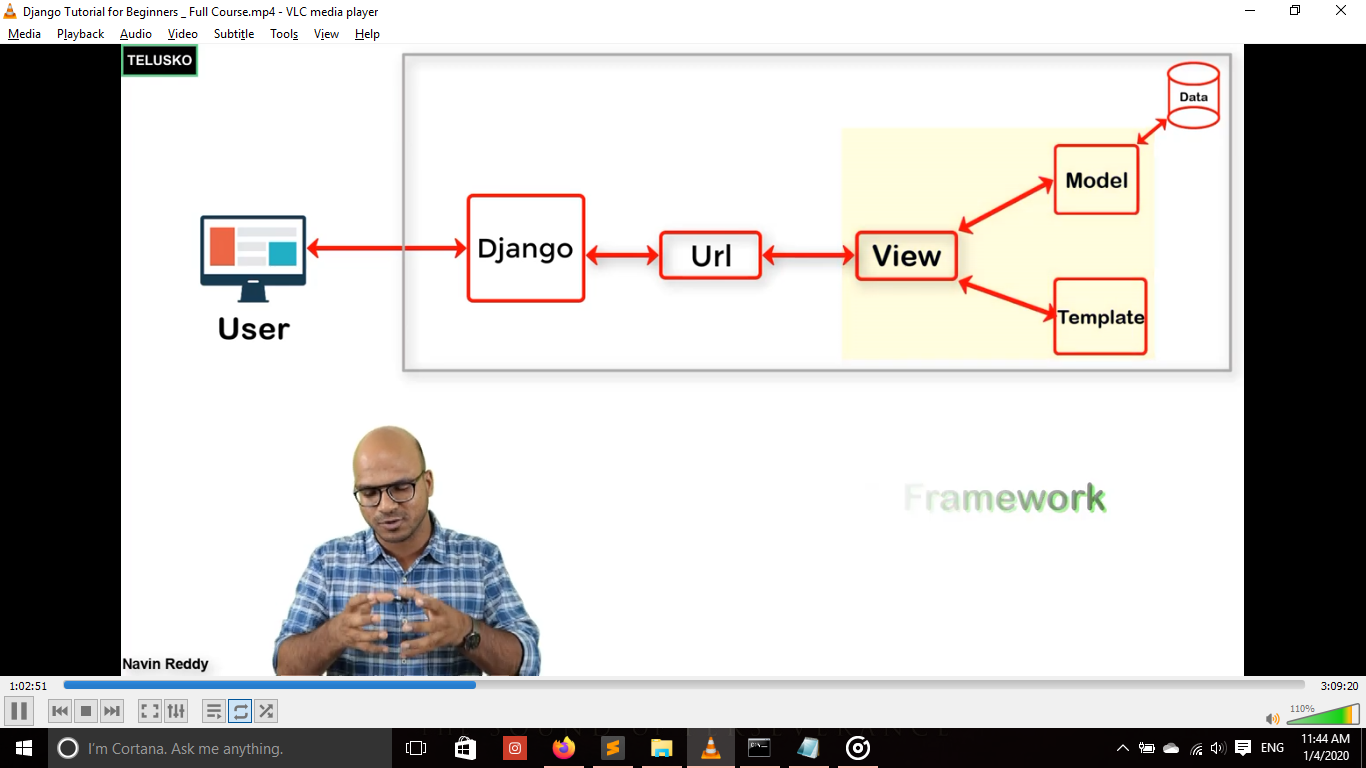 Django Tutorial for Beginners _ Full Course.mp4 - VLC media player
Media Playback Audio Video Subtitle Tools View Help
TELUSKO
Data
Model
Django
Url
View
Template
User
Framework
Navin Reddy
1:02:51
3:09:20
110%
I'm Cortana. Ask me anything.
ENG
11:44 AM
1/4/2020